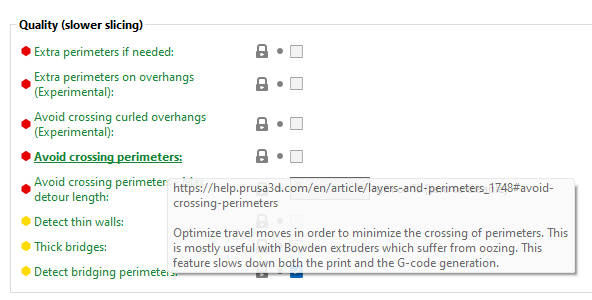 Quality (slower slicing)
Extra perimeters if needed:
Extra perimeters on overhangs
(Experimental):
Avoid crossing curled overhangs
(Experimental):
Avoid crossing perimeters:
Avoid crossing perimeters
detour length:
https://help.prusa3d.com/en/article/layers-and-perimeters_1748#avoid-
crossing-perimeters
Optimize travel moves in order to minimize the crossing of perimeters. This
is mostly useful with Bowden extruders which suffer from oozing. This
feature slows down both the print and the G-code generation.
Detect thin walls:
Thick bridges:
Detect bridging perimeters: